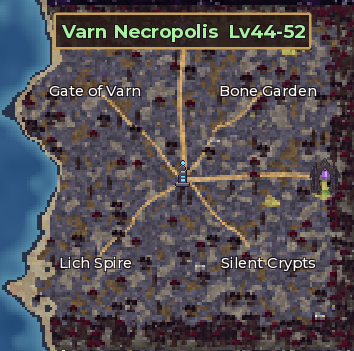 Varn Necropolis Lv44-52
Gate of Varn
Bone Garden
Lich Spire
Silent Crypts